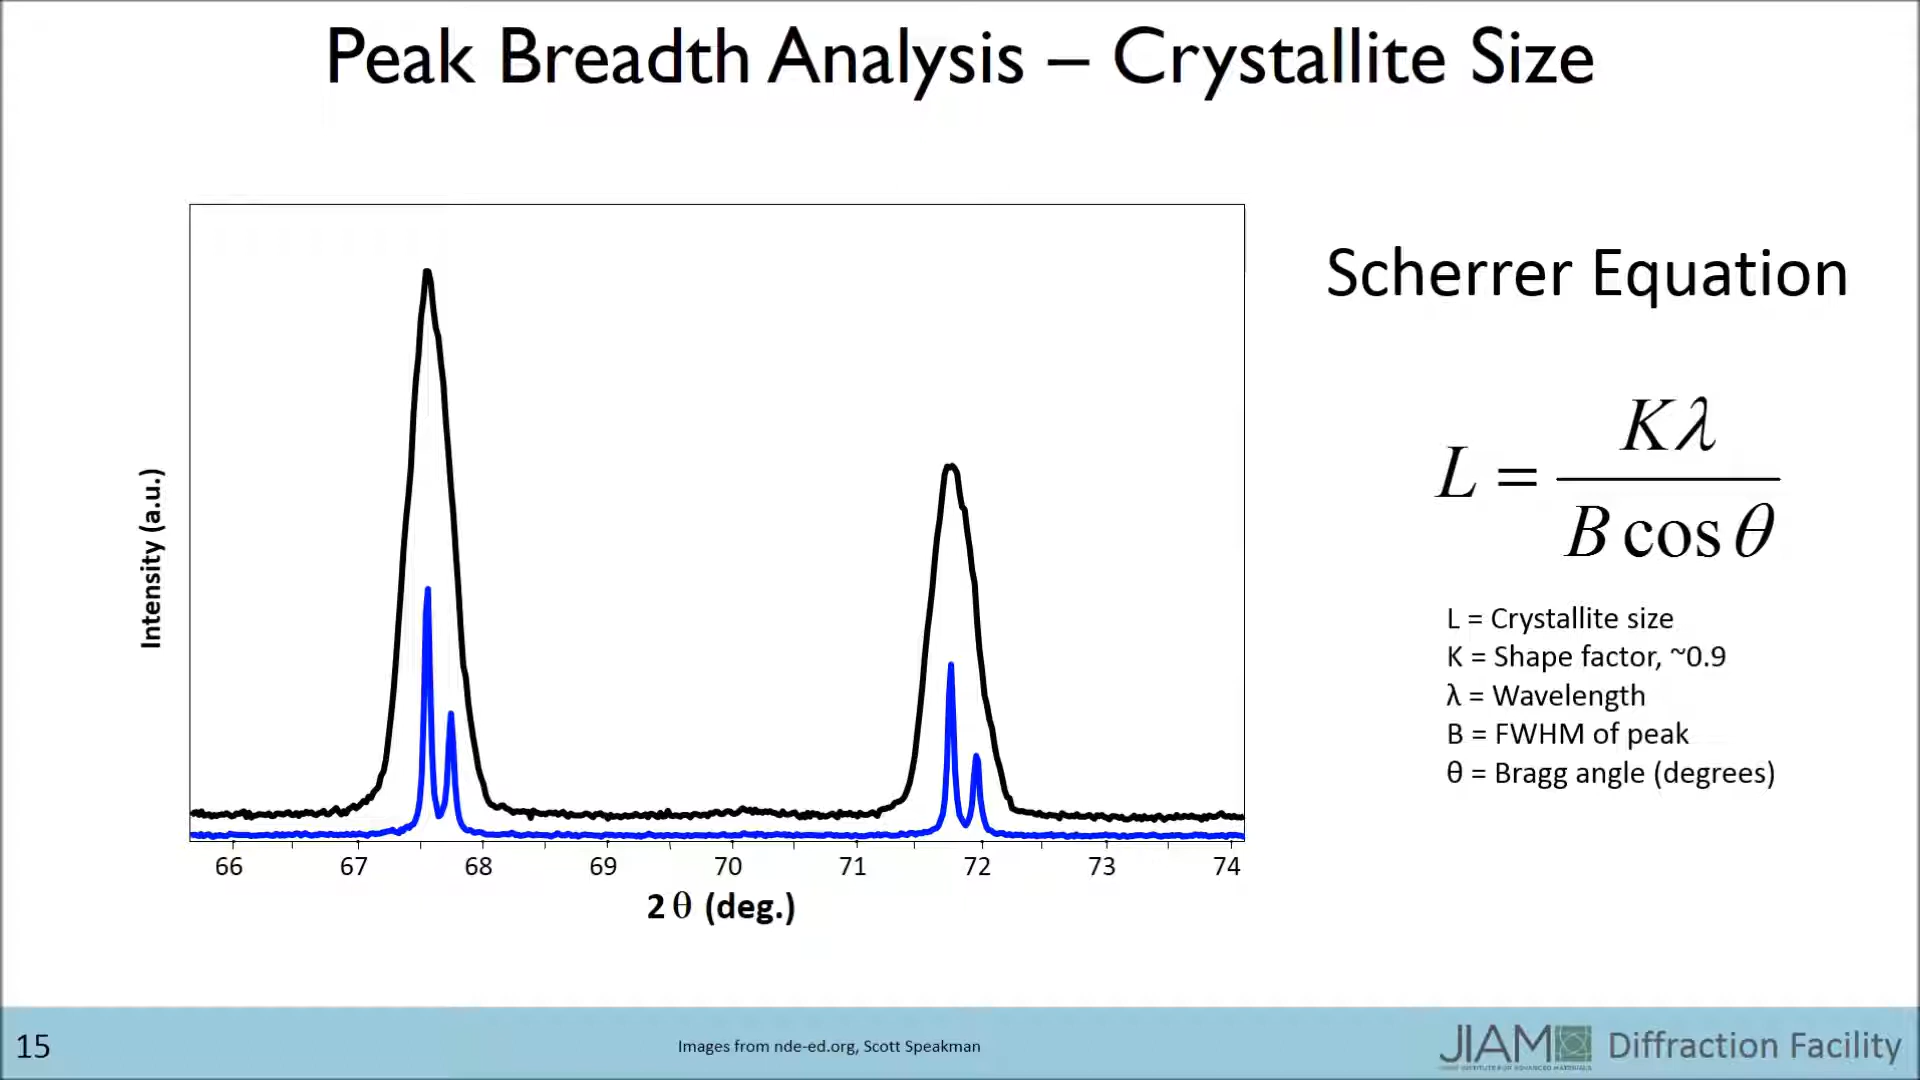 Peak Breadth Analysis – Crystallite Size
Intensity (a.u.)
66 67 68 69 70 71 72 73 74
2 θ (deg.)
Scherrer Equation
L = Kλ / B cos θ
L = Crystallite size
K = Shape factor, ~0.9
λ = Wavelength
B = FWHM of peak
θ = Bragg angle (degrees)
15
Images from nde-ed.org, Scott Speakman
JIAM Diffraction Facility